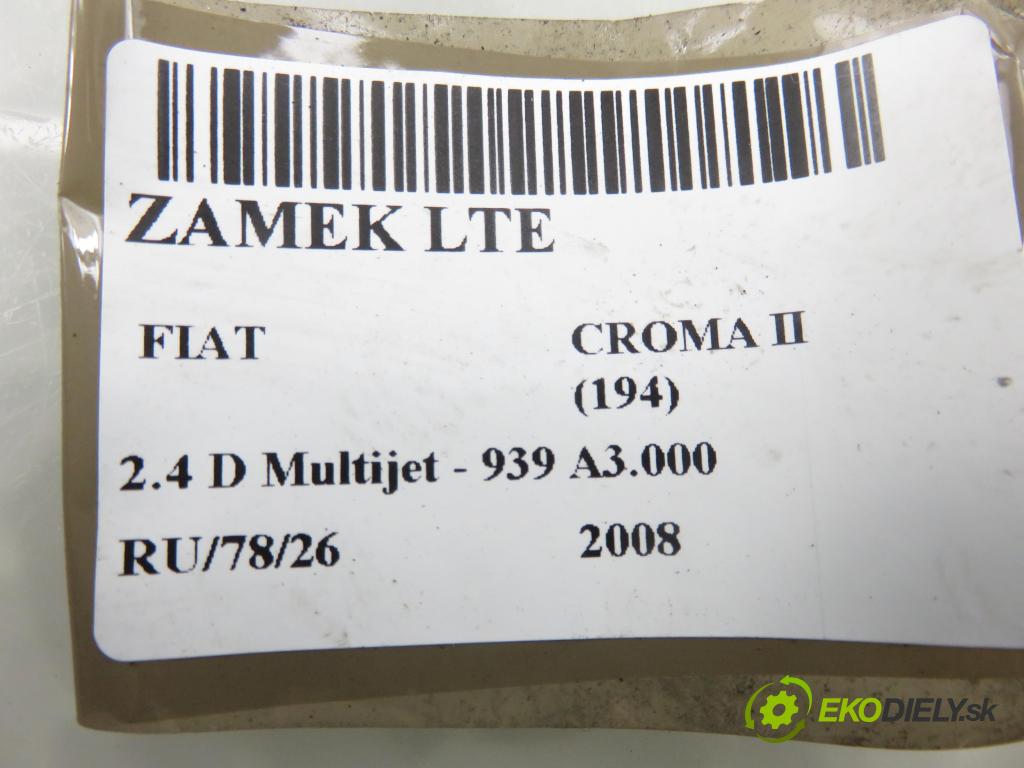 ZAMEK LTE
FIAT CROMA II
(194)
2.4 D Multijet - 939 A3.000
RU/78/26 2008
EKODIELY.sk